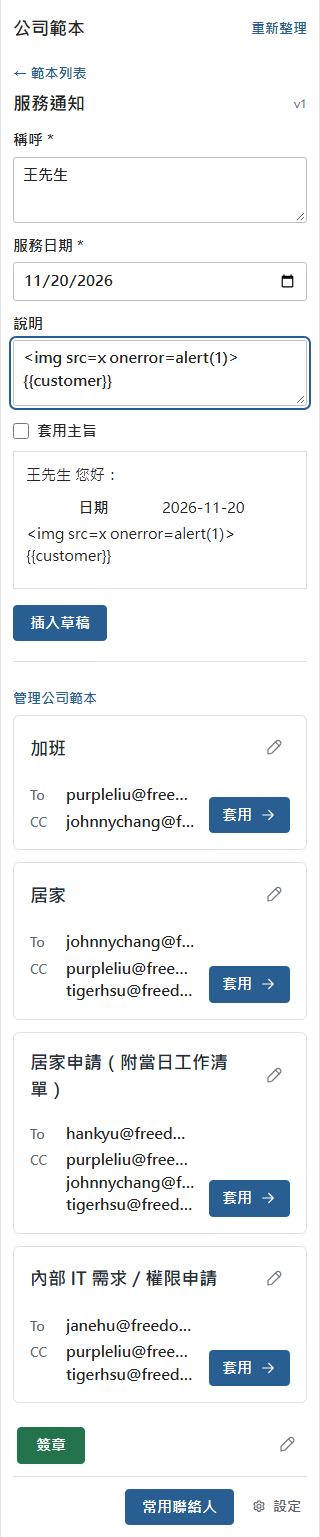 公司範本
重新整理
← 範本列表
服務通知
v1
稱呼 *
王先生
服務日期 *
11/20/2026
說明
<img src=x onerror=alert(1)>
{{customer}}
套用主旨
王先生 您好：
日期 2026-11-20
<img src=x onerror=alert(1)>
{{customer}}
插入草稿
管理公司範本
加班
To purpleliu@free...
CC johnnychang@f...
套用 →
居家
To johnnychang@f...
CC purpleliu@free...
tigerhsu@freed...
套用 →
居家申請（附當日工作清
單）
To hankyu@freed...
CC purpleliu@free...
johnnychang@f...
tigerhsu@freed...
套用 →
內部 IT 需求／權限申請
To janehu@freedo...
CC purpleliu@free...
tigerhsu@freed...
套用 →
簽章
常用聯絡人
設定